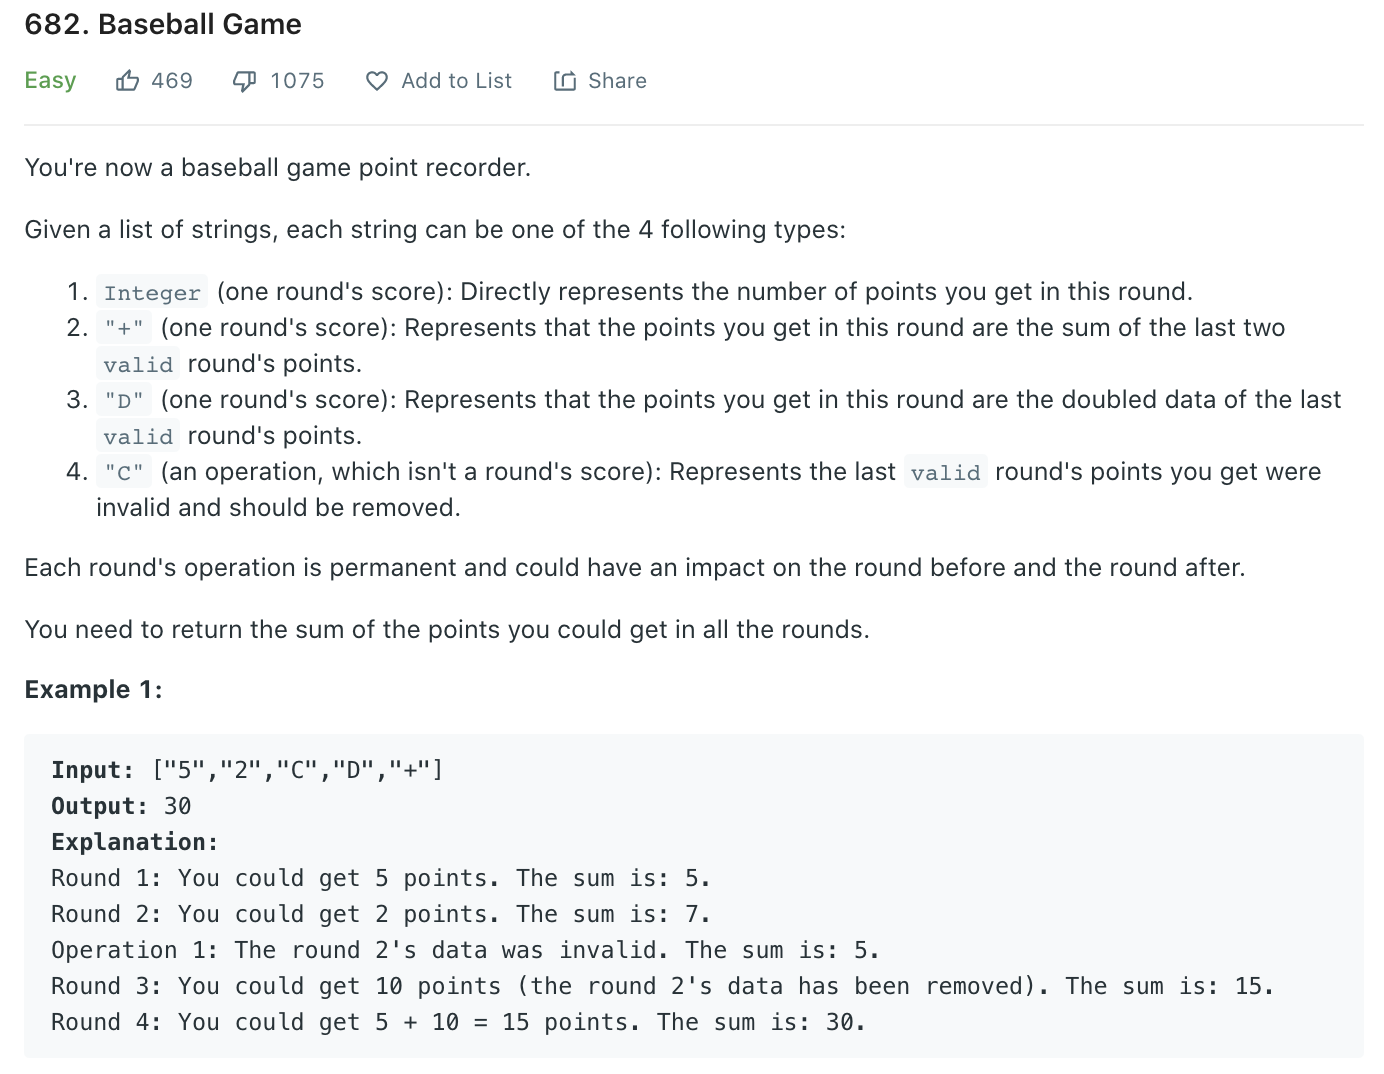 682. Baseball Game
Easy 469 1075 Add to List Share
You're now a baseball game point recorder.
Given a list of strings, each string can be one of the 4 following types:
1. Integer (one round's score): Directly represents the number of points you get in this round.
2. "+" (one round's score): Represents that the points you get in this round are the sum of the last two
valid round's points.
3. "D" (one round's score): Represents that the points you get in this round are the doubled data of the last
valid round's points.
4. "C" (an operation, which isn't a round's score): Represents the last valid round's points you get were
invalid and should be removed.
Each round's operation is permanent and could have an impact on the round before and the round after.
You need to return the sum of the points you could get in all the rounds.
Example 1:
Input: ["5","2","C","D","+"]
Output: 30
Explanation:
Round 1: You could get 5 points. The sum is: 5.
Round 2: You could get 2 points. The sum is: 7.
Operation 1: The round 2's data was invalid. The sum is: 5.
Round 3: You could get 10 points (the round 2's data has been removed). The sum is: 15.
Round 4: You could get 5 + 10 = 15 points. The sum is: 30.